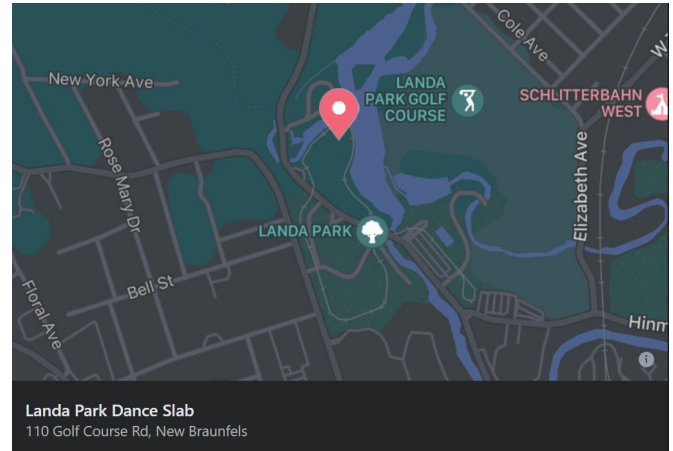 Cole Ave
New York Ave
LANDA
PARK GOLF
COURSE
SCHLITTERBAHN
WEST
Rose Mary Dr
Elizabeth Ave
LANDA PARK
Bell St
Floral Ave
Hinm
Landa Park Dance Slab
110 Golf Course Rd, New Braunfels